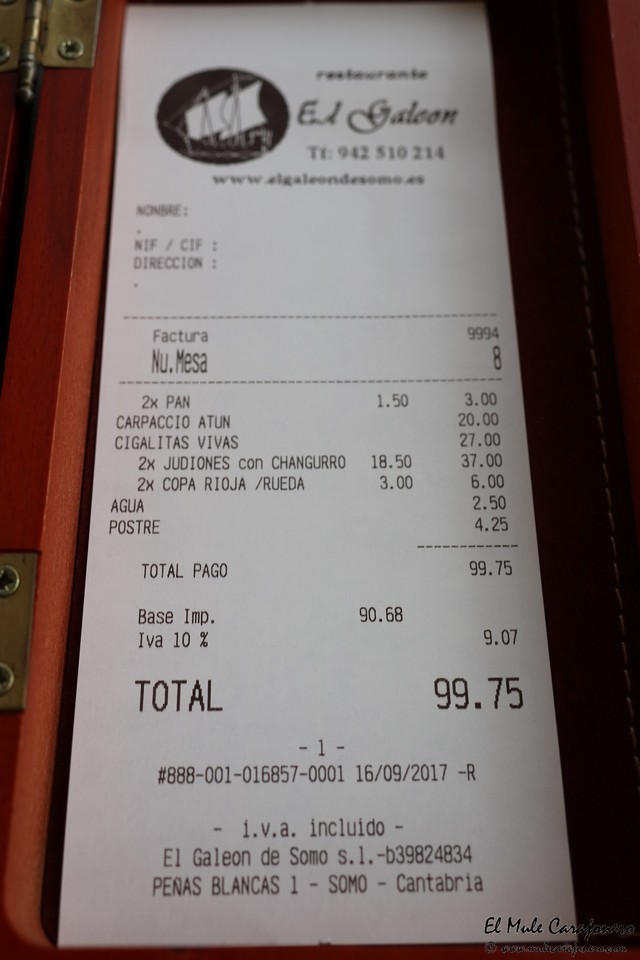 restaurante
El Galeon
Tf: 942 510 214
www.elgaleondesomo.es
NONBRE:
.
NIF / CIF :
DIRECCION :
.
Factura 9994
Nu.Mesa 8
2x PAN 1.50 3.00
CARPACCIO ATUN 20.00
CIGALITAS VIVAS 27.00
2x JUDIONES con CHANGURRO 18.50 37.00
2x COPA RIOJA /RUEDA 3.00 6.00
AGUA 2.50
POSTRE 4.25
TOTAL PAGO 99.75
Base Imp. 90.68
Iva 10 % 9.07
TOTAL 99.75
- 1 -
#888-001-016857-0001 16/09/2017 -R
- i.v.a. incluido -
El Galeon de Somo s.l.-b39824834
PEÑAS BLANCAS 1 - SOMO - Cantabria
El Mule Carajonero
© www.mulecarajonero.com